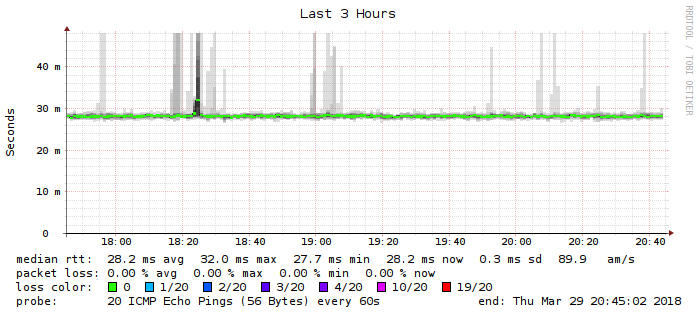 Last 3 Hours
RRDTOOL / TOBI OETIKER
Seconds
40 m
30 m
20 m
10 m
0
18:00 18:20 18:40 19:00 19:20 19:40 20:00 20:20 20:40
median rtt: 28.2 ms avg 32.0 ms max 27.7 ms min 28.2 ms now 0.3 ms sd 89.9 am/s
packet loss: 0.00 % avg 0.00 % max 0.00 % min 0.00 % now
loss color: 0 1/20 2/20 3/20 4/20 10/20 19/20
probe: 20 ICMP Echo Pings (56 Bytes) every 60s end: Thu Mar 29 20:45:02 2018